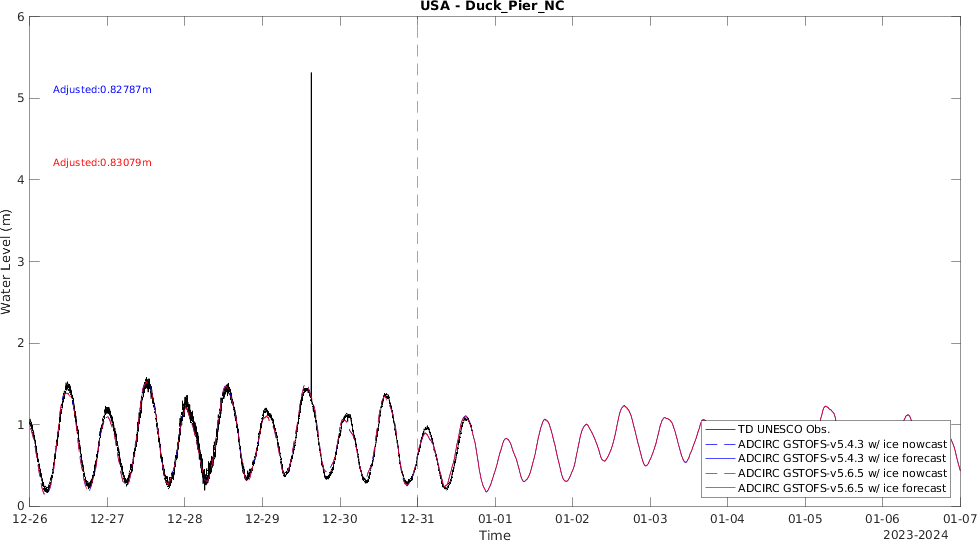 USA - Duck_Pier_NC
6
5
4
3
2
1
0
Water Level (m)
Adjusted:0.82787m
Adjusted:0.83079m
TD UNESCO Obs.
ADCIRC GSTOFS-v5.4.3 w/ ice nowcast
ADCIRC GSTOFS-v5.4.3 w/ ice forecast
ADCIRC GSTOFS-v5.6.5 w/ ice nowcast
ADCIRC GSTOFS-v5.6.5 w/ ice forecast
12-26 12-27 12-28 12-29 12-30 12-31 01-01 01-02 01-03 01-04 01-05 01-06 01-07
Time
2023-2024